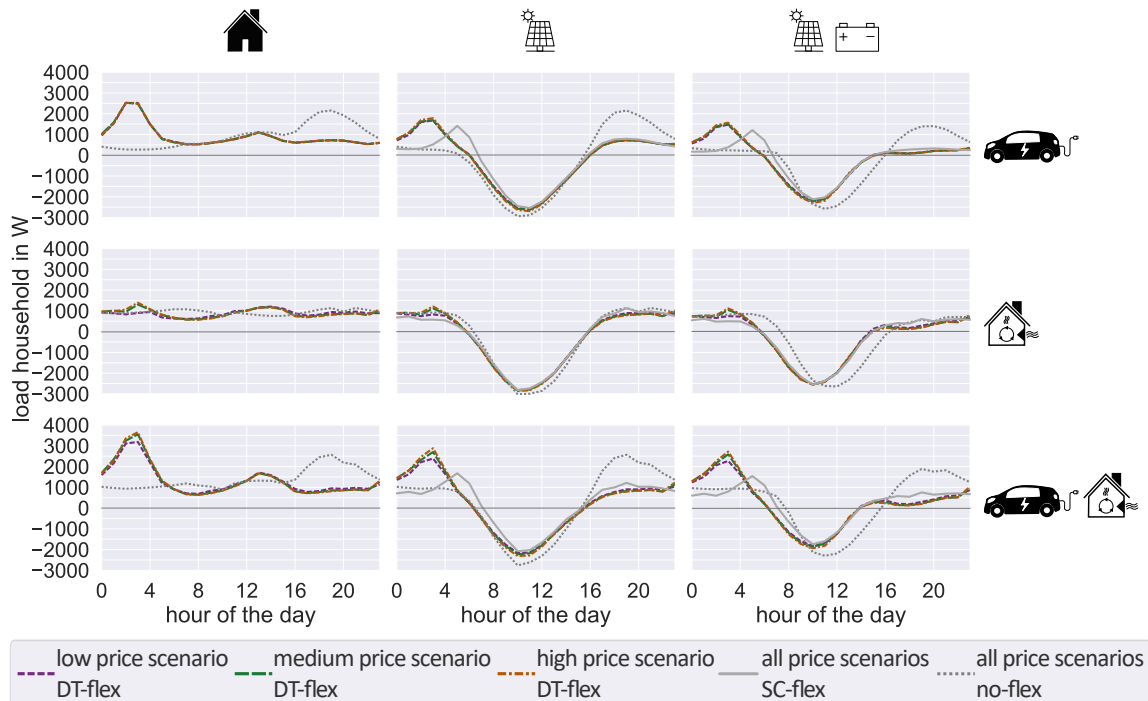 4000
3000
2000
1000
0
−1000
−2000
−3000
4000
3000
2000
1000
0
−1000
−2000
−3000
4000
3000
2000
1000
0
−1000
−2000
−3000
load household in W
+ −
0 4 8 12 16 20
0 4 8 12 16 20
0 4 8 12 16 20
hour of the day
hour of the day
hour of the day
low price scenario
DT-flex
medium price scenario
DT-flex
high price scenario
DT-flex
all price scenarios
SC-flex
all price scenarios
no-flex